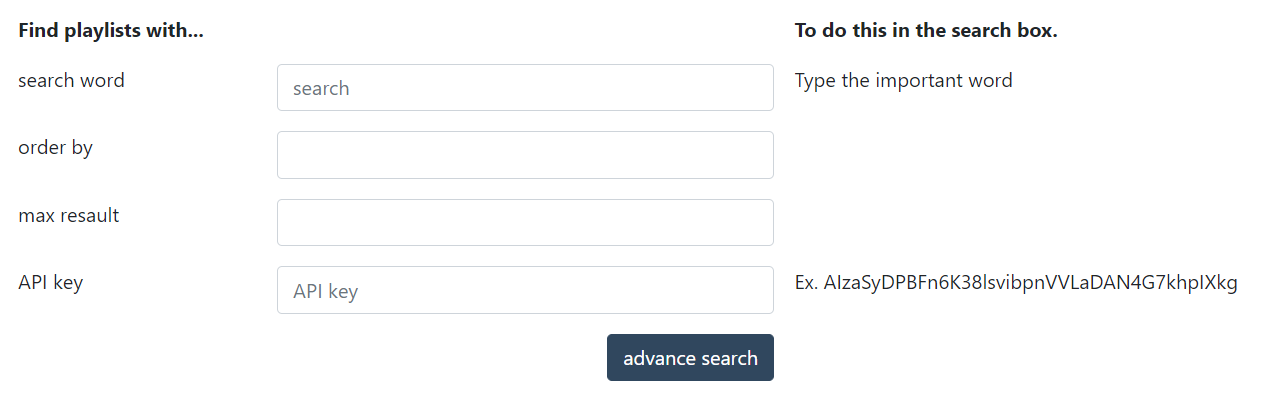 Find playlists with...
To do this in the search box.
search word
search
Type the important word
order by
max resault
API key
API key
Ex. AIzaSyDPBFn6K38lsvibpnVVLaDAN4G7khpIXkg
advance search